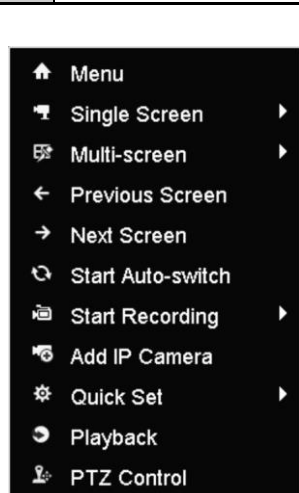 Menu
Single Screen
Multi-screen
Previous Screen
Next Screen
Start Auto-switch
Start Recording
Add IP Camera
Quick Set
Playback
PTZ Control